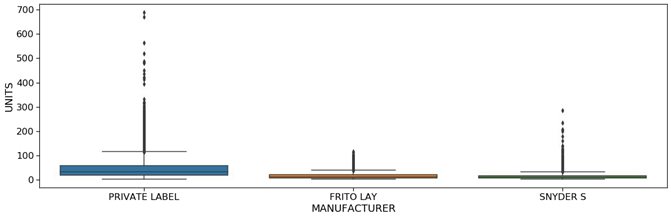 700
600
500
400
300
200
100
0
UNITS
PRIVATE LABEL
FRITO LAY
SNYDER S
MANUFACTURER